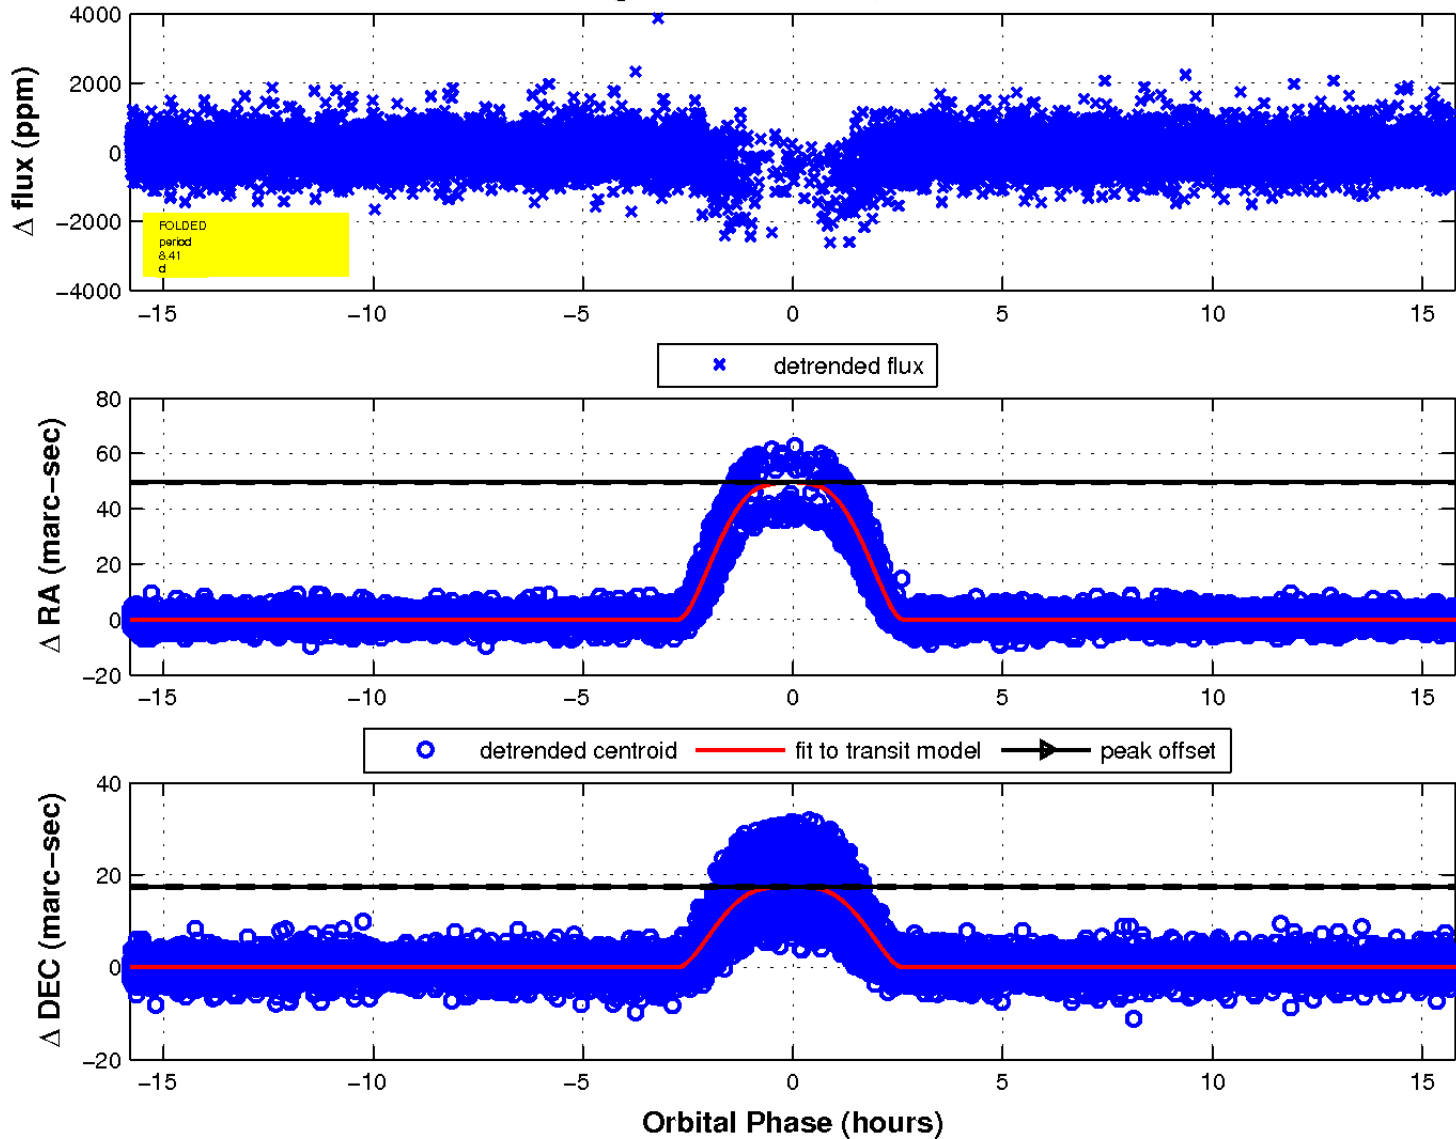 4000
2000
0
−2000
−4000
Δ flux (ppm)
FOLDED
period
8.41
d
−15 −10 −5 0 5 10 15
detrended flux
80
60
40
20
0
−20
Δ RA (marc−sec)
−15 −10 −5 0 5 10 15
detrended centroid fit to transit model peak offset
40
20
0
−20
Δ DEC (marc−sec)
−15 −10 −5 0 5 10 15
Orbital Phase (hours)